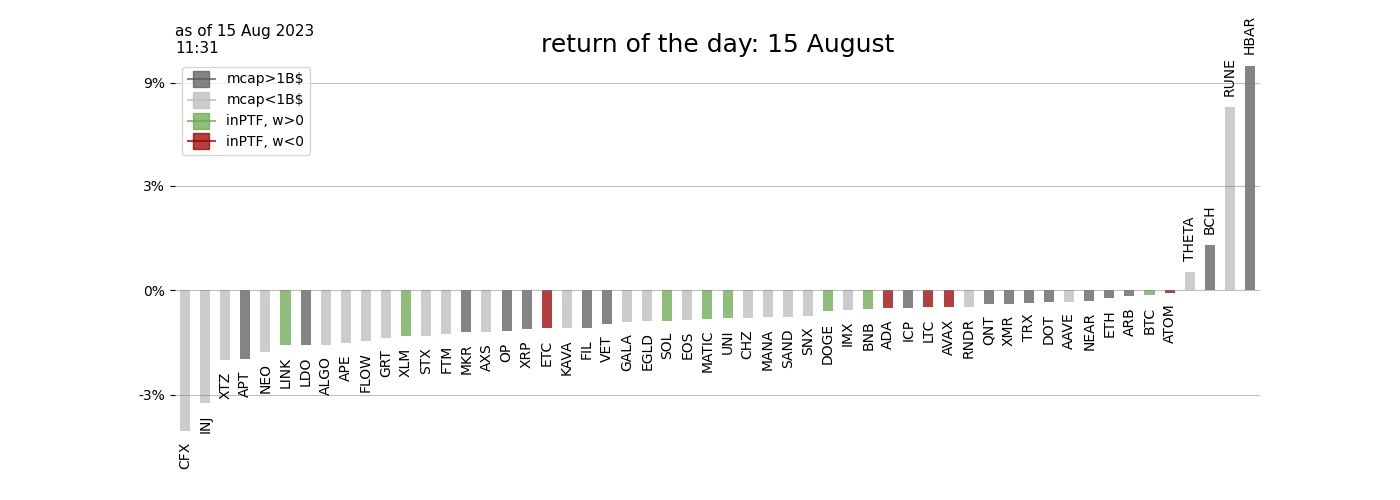 as of 15 Aug 2023
11:31
return of the day: 15 August
mcap>1B$
mcap<1B$
inPTF, w>0
inPTF, w<0
9%
3%
0%
-3%
CFX
INJ
XTZ
APT
NEO
LINK
LDO
ALGO
APE
FLOW
GRT
XLM
STX
FTM
MKR
AXS
OP
XRP
ETC
KAVA
FIL
VET
GALA
EGLD
SOL
EOS
MATIC
UNI
CHZ
MANA
SAND
SNX
DOGE
IMX
BNB
ADA
ICP
LTC
AVAX
RNDR
QNT
XMR
TRX
DOT
AAVE
NEAR
ETH
ARB
BTC
ATOM
THETA
BCH
RUNE
HBAR